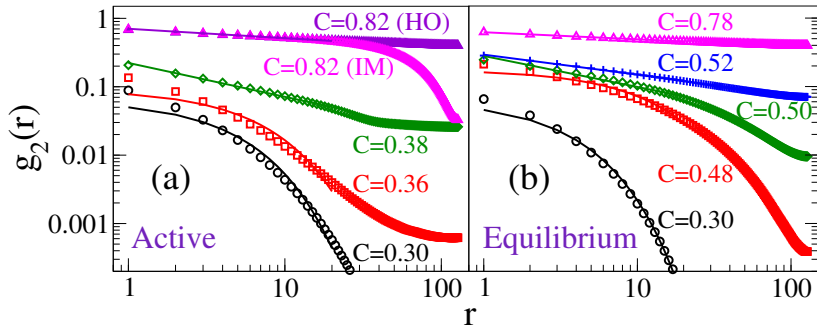 1
0.1
0.01
0.001
g2(r)
C=0.82 (HO)
C=0.82 (IM)
C=0.38
C=0.36
C=0.30
(a)
Active
1
10
100
C=0.78
C=0.52
C=0.50
C=0.48
C=0.30
(b)
Equilibrium
1
10
100
r